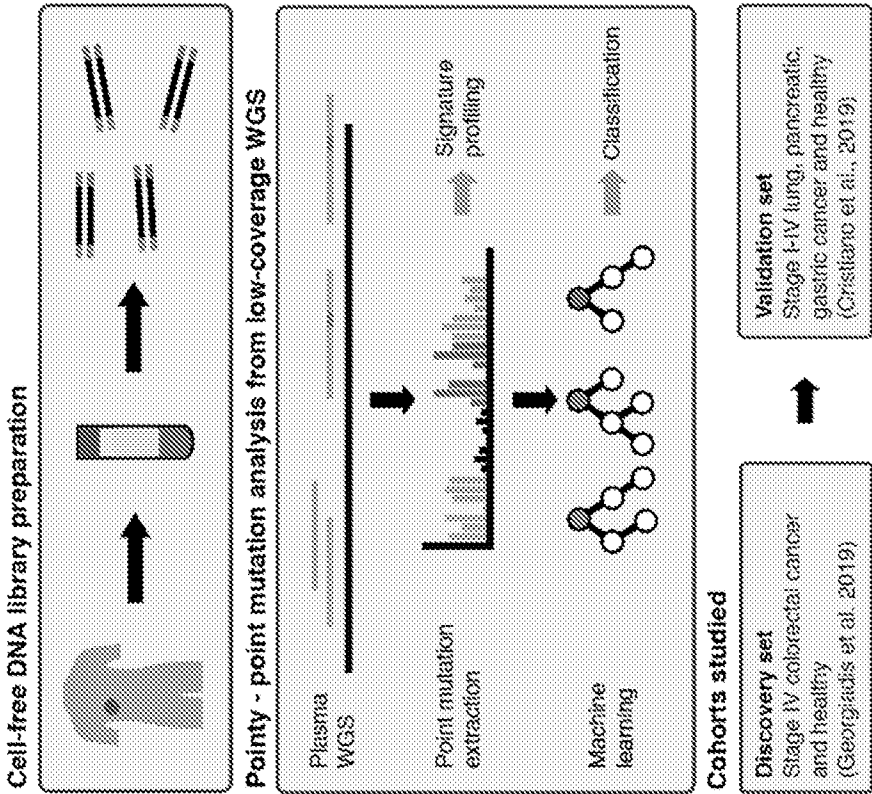 Cell-free DNA library preparation
Pointy - point mutation analysis from low-coverage WGS
Plasma
WGS
Point mutation
extraction
Signature
profiling
Machine
learning
Classification
Cohorts studied
Discovery set
Stage IV colorectal cancer
and healthy
(Georgiadis et al. 2019)
Validation set
Stage I-IV lung, pancreatic,
gastric cancer and healthy
(Cristiano et al., 2019)